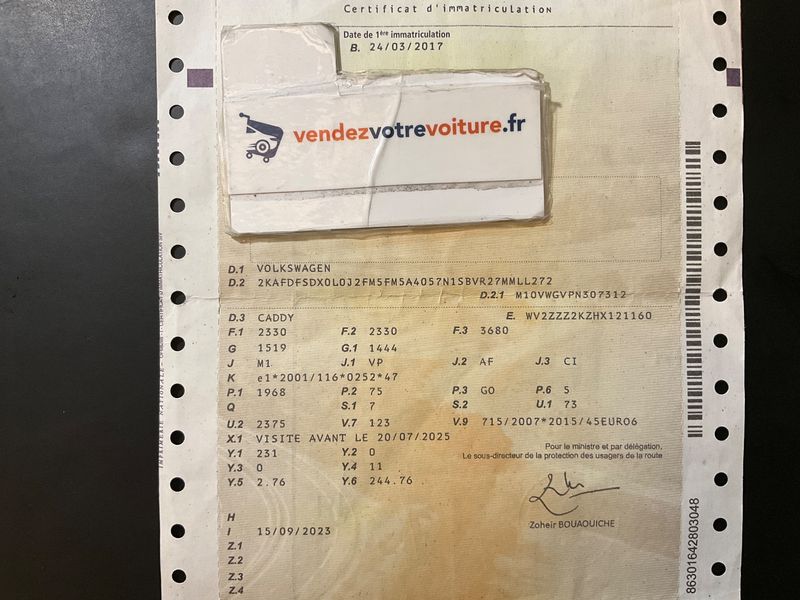 Certificat d'immatriculation
Date de 1ère immatriculation
B. 24/03/2017
vendezvotrevoiture.fr
D.1 VOLKSWAGEN
D.2 2KAFDFSDX0L0J2FM5FM5A4057N1SBVR27MMLL272
D.2.1 M10VWGVPN307312
D.3 CADDY E. WV2ZZZ2KZHX121160
F.1 2330 F.2 2330 F.3 3680
G 1519 G.1 1444
J M1 J.1 VP J.2 AF J.3 CI
K e1*2001/116*0252*47
P.1 1968 P.2 75 P.3 GO P.6 5
Q S.1 7 S.2 U.1 73
U.2 2375 V.7 123 V.9 715/2007*2015/45EURO6
X.1 VISITE AVANT LE 20/07/2025
Pour le ministre et par délégation,
Le sous-directeur de la protection des usagers de la route
Y.1 231 Y.2 0
Y.3 0 Y.4 11
Y.5 2.76 Y.6 244.76
Zoheir BOUAOUICHE
H
I 15/09/2023
Z.1
Z.2
Z.3
Z.4
86301642803048